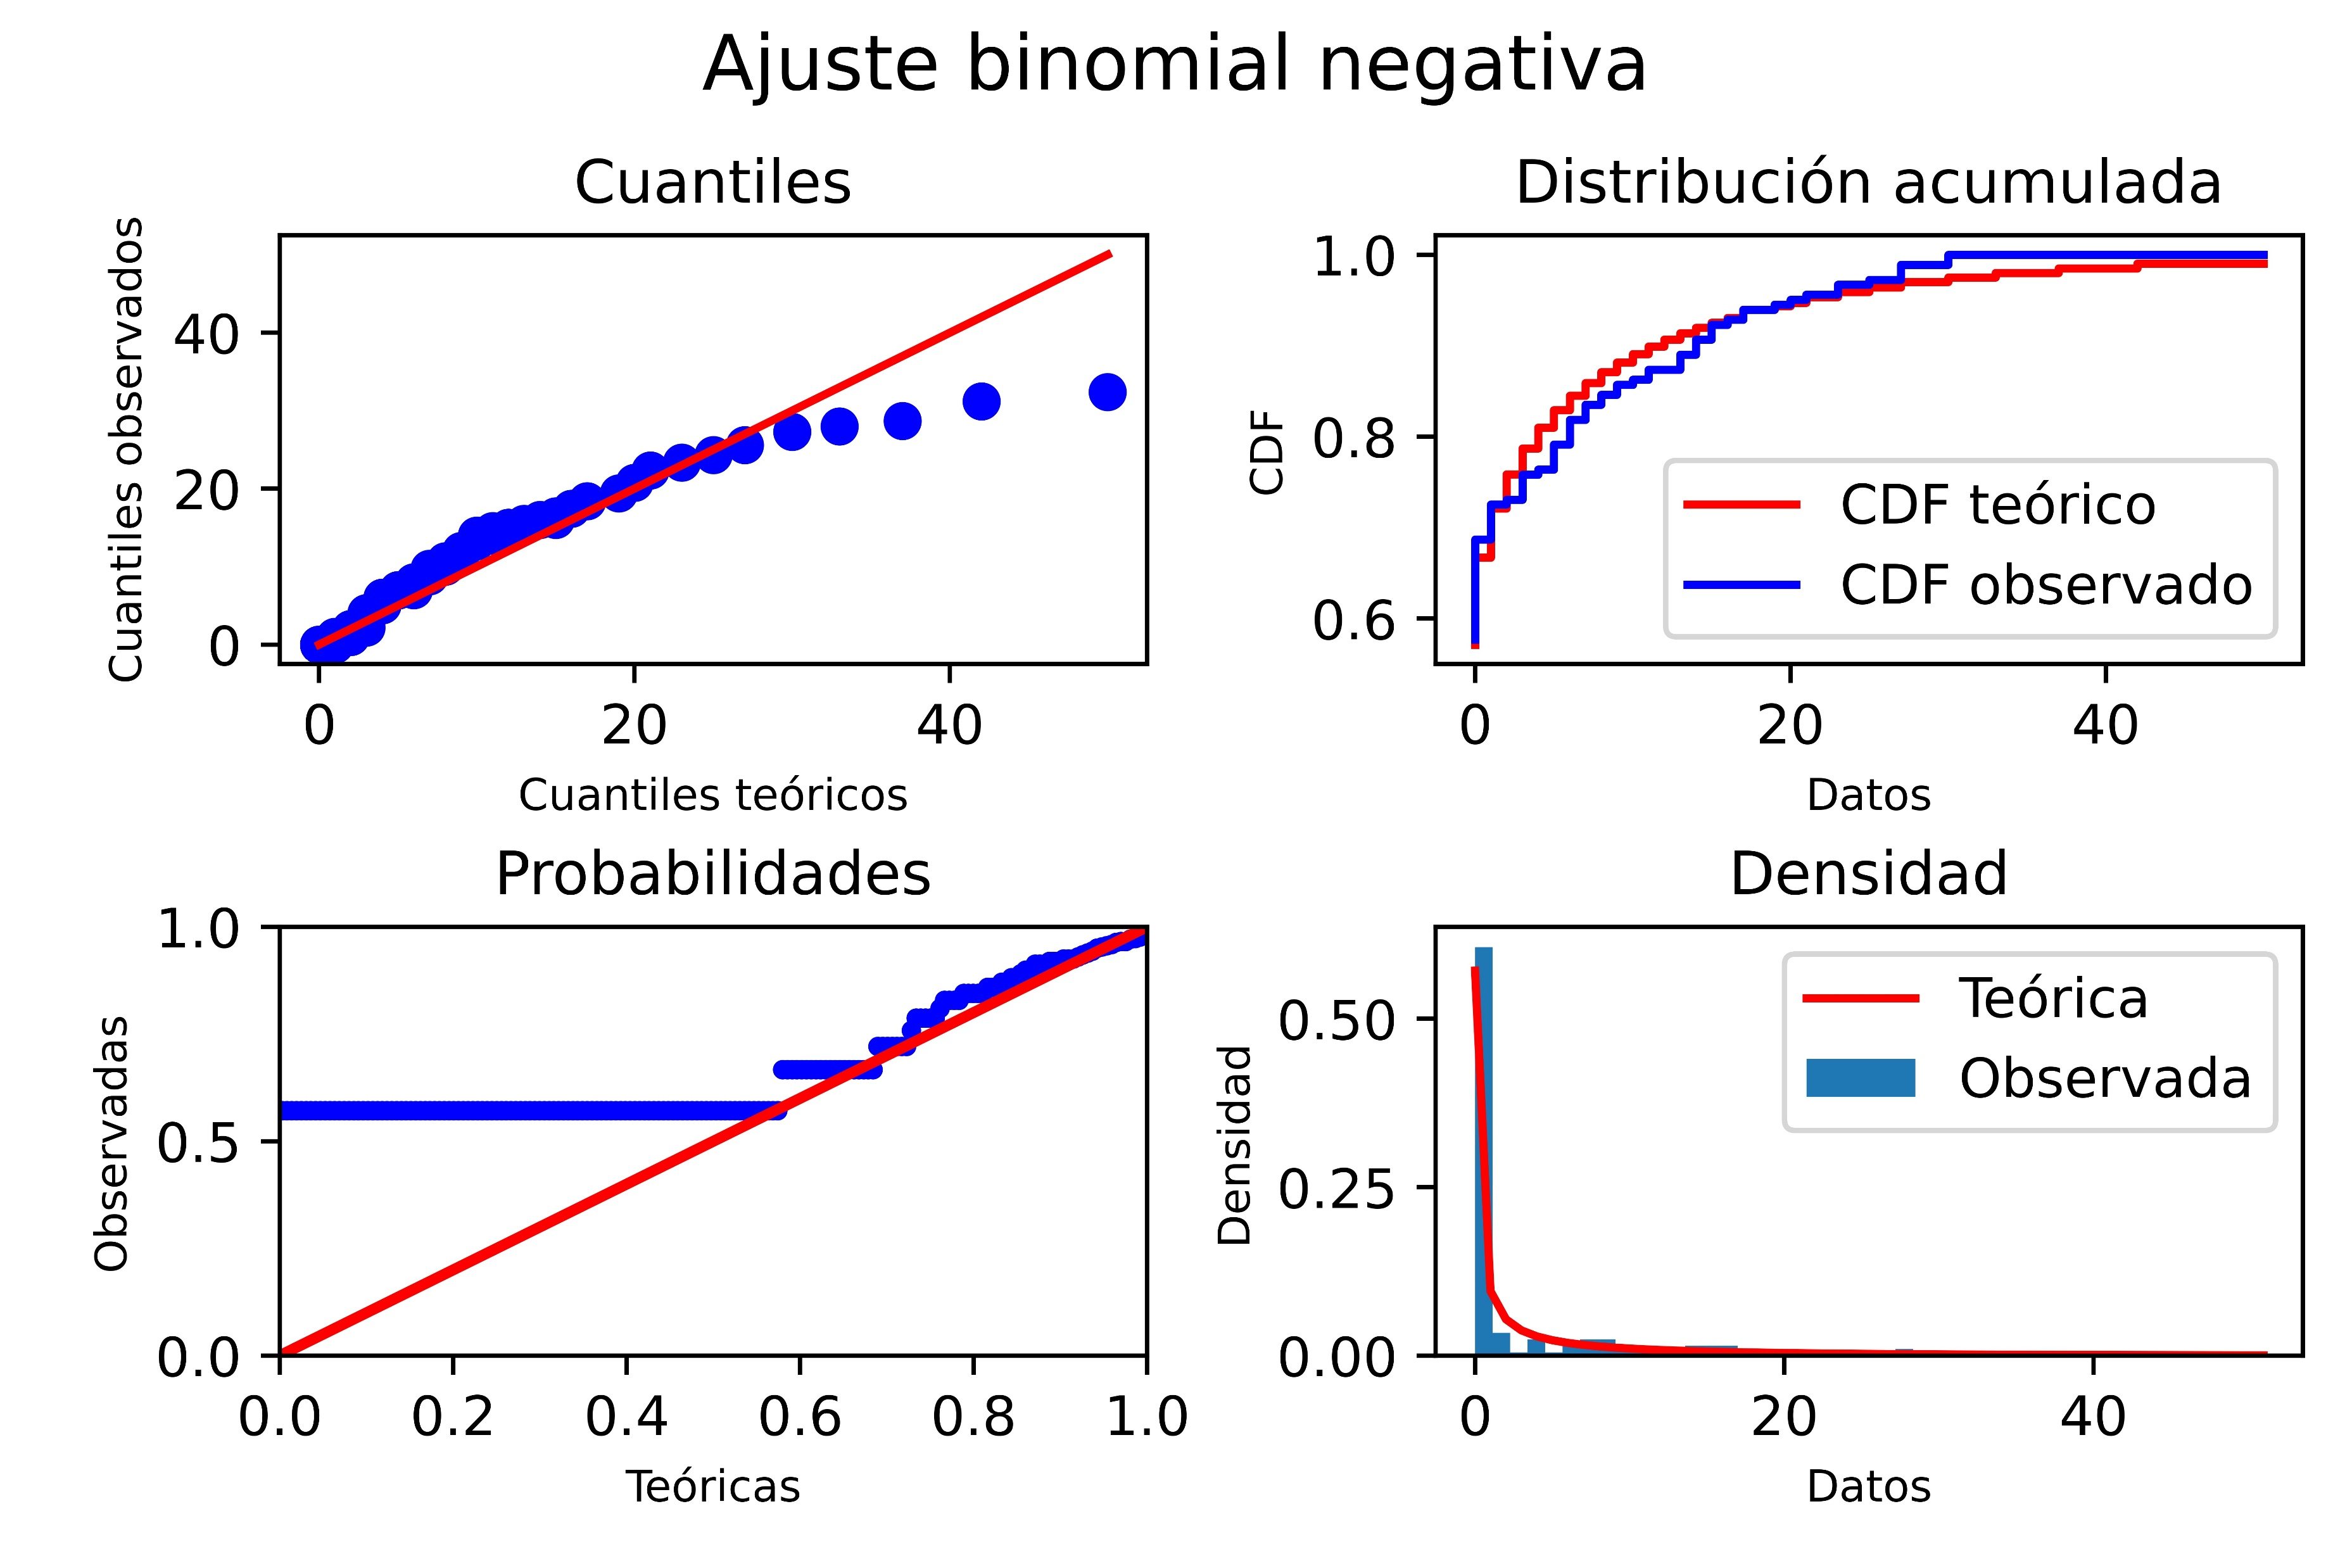 Ajuste binomial negativa
Cuantiles
Cuantiles observados
40
20
0
0 20 40
Cuantiles teóricos
Distribución acumulada
CDF
1.0
0.8
0.6
CDF teórico
CDF observado
0 20 40
Datos
Probabilidades
Observadas
1.0
0.5
0.0
0.0 0.2 0.4 0.6 0.8 1.0
Teóricas
Densidad
Densidad
0.50
0.25
0.00
Teórica
Observada
0 20 40
Datos